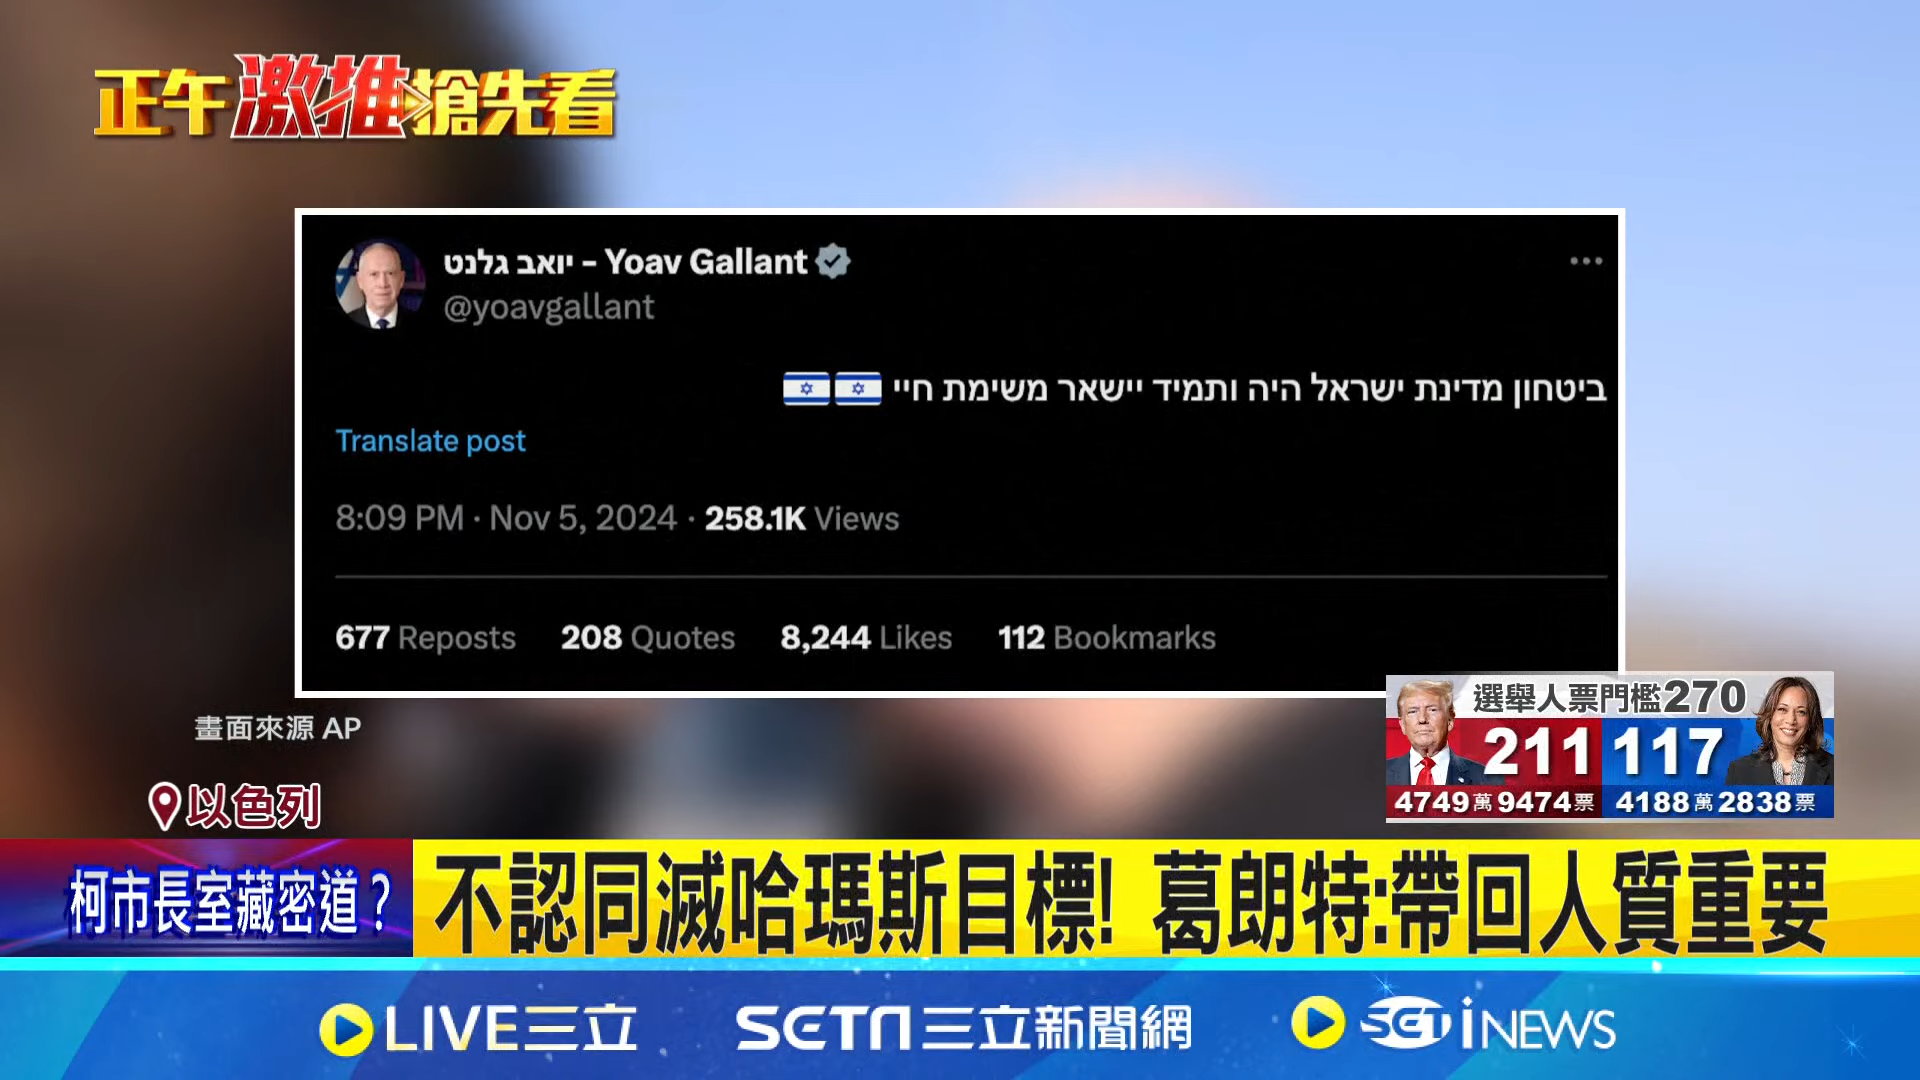 正午激推搶先看
יואב גלנט – Yoav Gallant
@yoavgallant
ביטחון מדינת ישראל היה ותמיד יישאר משימת חיי 🇮🇱🇮🇱
Translate post
8:09 PM · Nov 5, 2024 · 258.1K Views
677 Reposts 208 Quotes 8,244 Likes 112 Bookmarks
選舉人票門檻270
211 117
4749萬9474票 4188萬2838票
畫面來源 AP
以色列
柯市長室藏密道?
不認同滅哈瑪斯目標! 葛朗特:帶回人質重要
LIVE三立 SETN三立新聞網 SET iNEWS